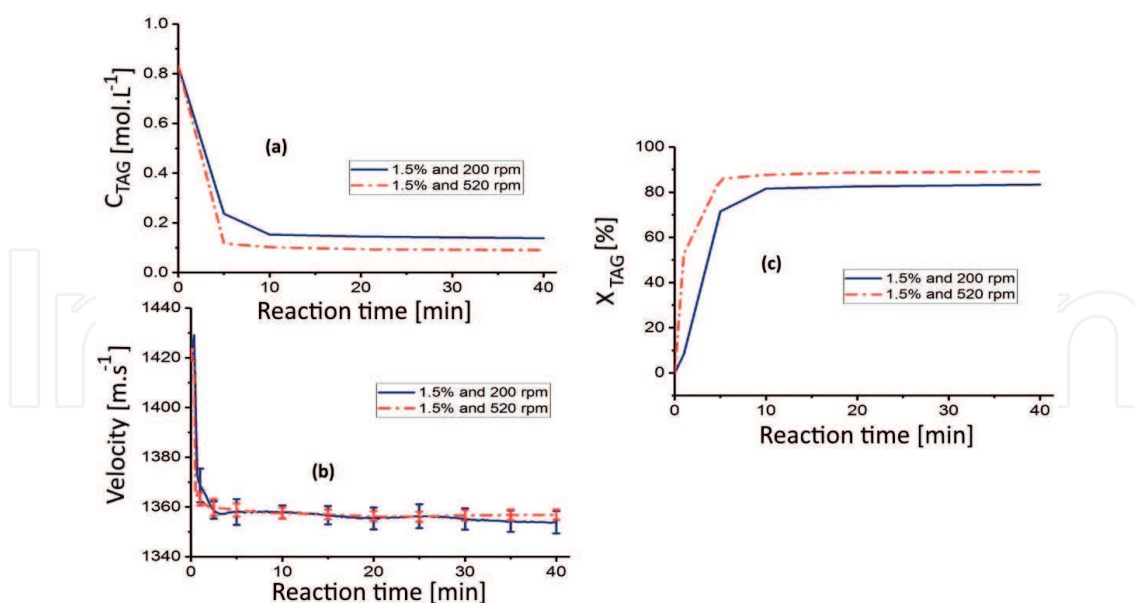 C_TAG [mol.L^-1]
1.0
0.8
0.6
0.4
0.2
0.0
(a)
1.5% and 200 rpm
1.5% and 520 rpm
0 10 20 30 40
Reaction time [min]
Velocity [m.s^-1]
1440
1420
1400
1380
1360
1340
(b)
1.5% and 200 rpm
1.5% and 520 rpm
0 10 20 30 40
Reaction time [min]
X_TAG [%]
100
80
60
40
20
0
(c)
1.5% and 200 rpm
1.5% and 520 rpm
0 10 20 30 40
Reaction time [min]